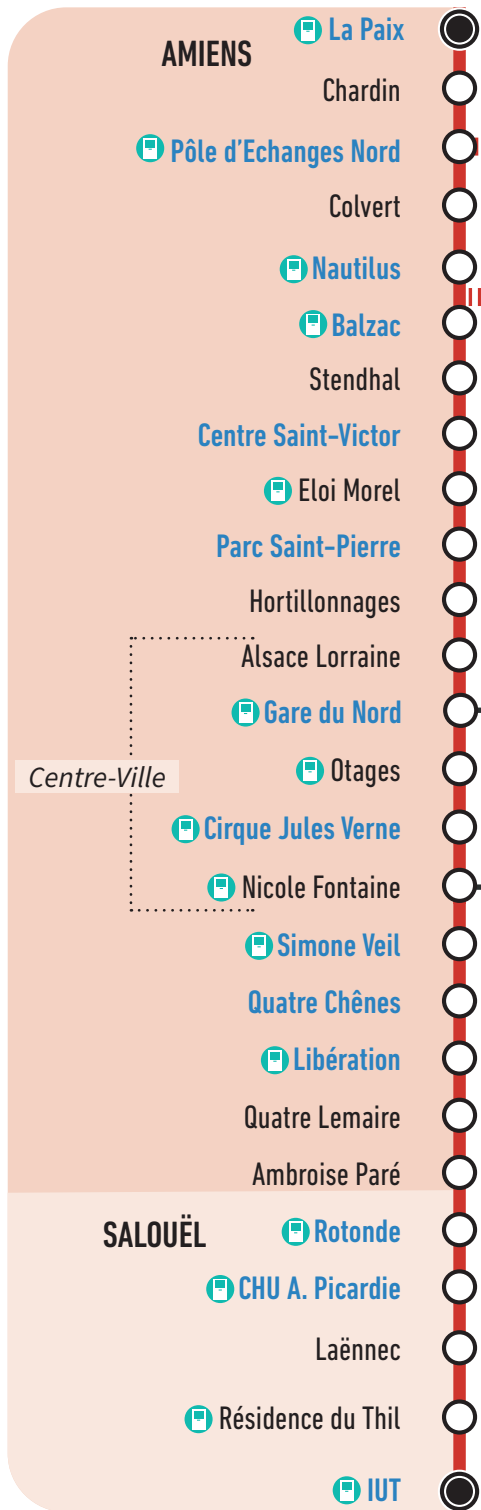 La Paix
AMIENS
Chardin
Pôle d'Echanges Nord
Colvert
Nautilus
Balzac
Stendhal
Centre Saint-Victor
Eloi Morel
Parc Saint-Pierre
Hortillonnages
Alsace Lorraine
Gare du Nord
Otages
Centre-Ville
Cirque Jules Verne
Nicole Fontaine
Simone Veil
Quatre Chênes
Libération
Quatre Lemaire
Ambroise Paré
SALOUËL
Rotonde
CHU A. Picardie
Laënnec
Résidence du Thil
IUT